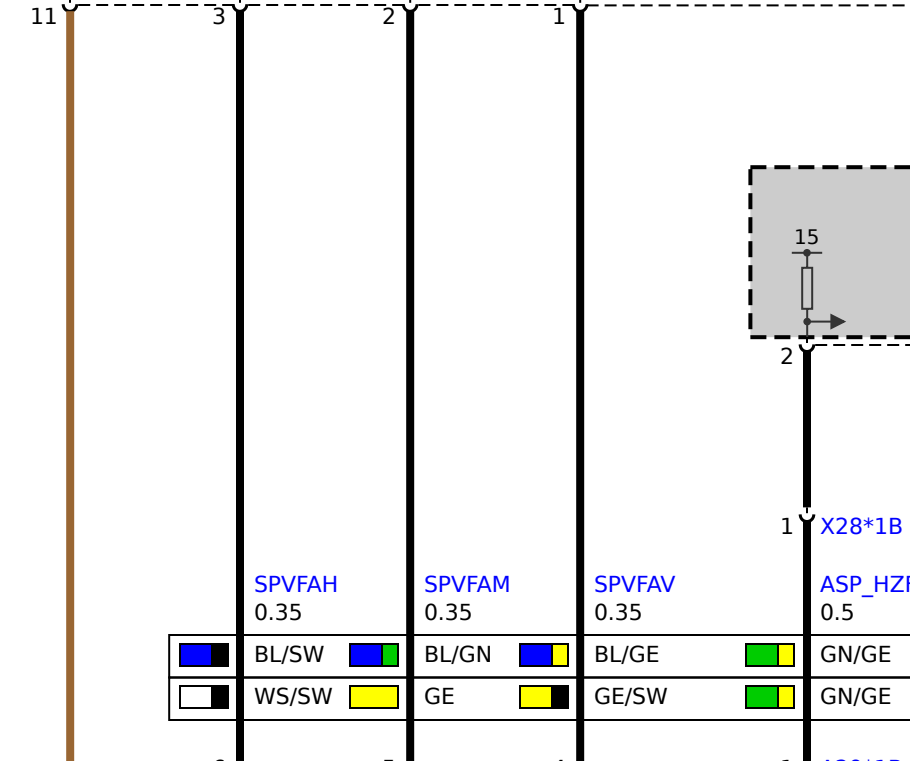 11 3 2 1
15
2
1 X28*1B
SPVFAH SPVFAM SPVFAV
0.35 0.35 0.35 0.5
BL/SW BL/GN BL/GE GN/GE
WS/SW GE GE/SW GN/GE